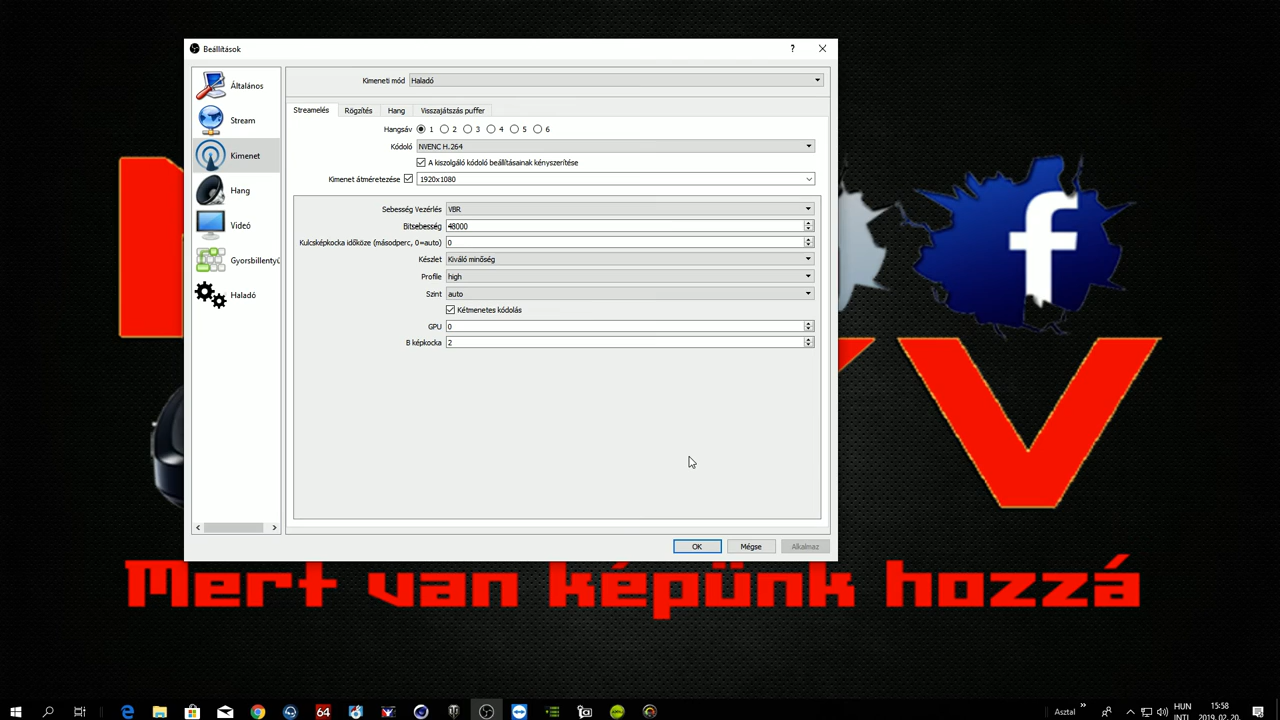 Beállítások
?
Általános
Stream
Kimenet
Hang
Videó
Gyorsbillentyű
Haladó
Kimeneti mód Haladó
Streamelés Rögzítés Hang Visszajátszás puffer
Hangsáv 1 2 3 4 5 6
Kódoló NVENC H.264
A kiszolgáló kódoló beállításainak kényszerítése
Kimenet átméretezése 1920x1080
Sebesség Vezérlés VBR
Bitsebesség 48000
Kulcsképkocka időköze (másodperc, 0=auto) 0
Készlet Kiváló minőség
Profile high
Szint auto
Kétmenetes kódolás
GPU 0
B képkocka 2
OK Mégse Alkalmaz
f
V
Mert van képünk hozzá
64
Asztal
HUN
INTL
15:58
2019. 02. 20.